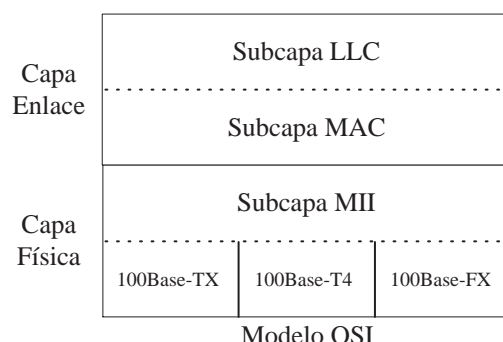 Subcapa LLC
Capa
Enlace
Subcapa MAC
Subcapa MII
Capa
Física
100Base-TX
100Base-T4
100Base-FX
Modelo OSI